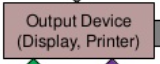 Output Device
(Display, Printer)